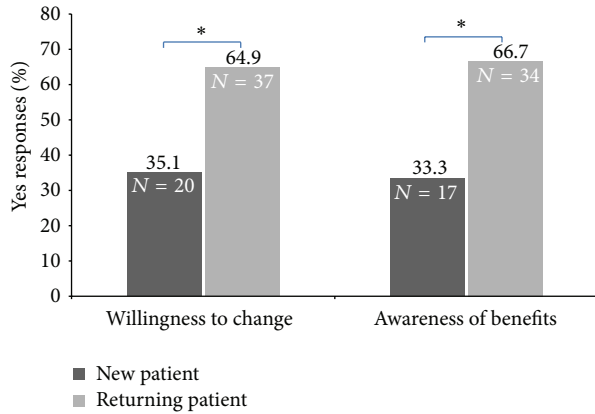 80
70
60
50
40
30
20
10
0
Yes responses (%)
*
*
35.1
N = 20
64.9
N = 37
33.3
N = 17
66.7
N = 34
Willingness to change
Awareness of benefits
New patient
Returning patient